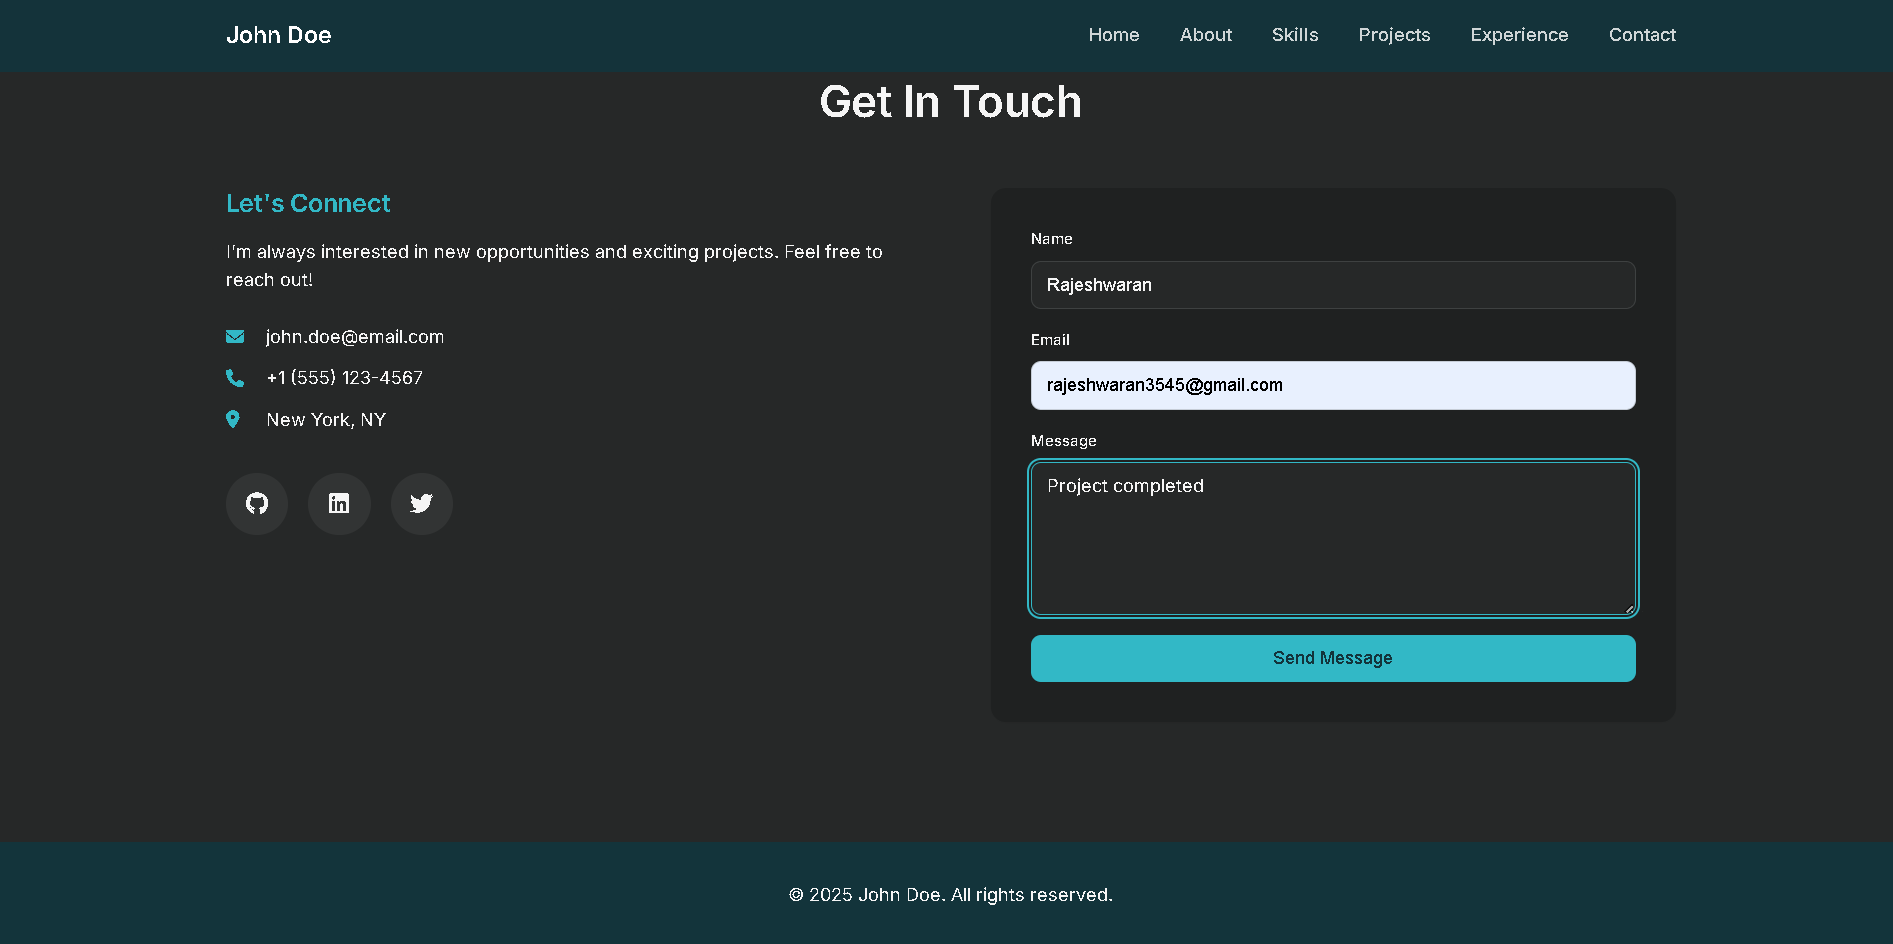 John Doe
Home About Skills Projects Experience Contact
Get In Touch
Let's Connect
I'm always interested in new opportunities and exciting projects. Feel free to
reach out!
john.doe@email.com
+1 (555) 123-4567
New York, NY
Name
Rajeshwaran
Email
rajeshwaran3545@gmail.com
Message
Project completed
Send Message
© 2025 John Doe. All rights reserved.